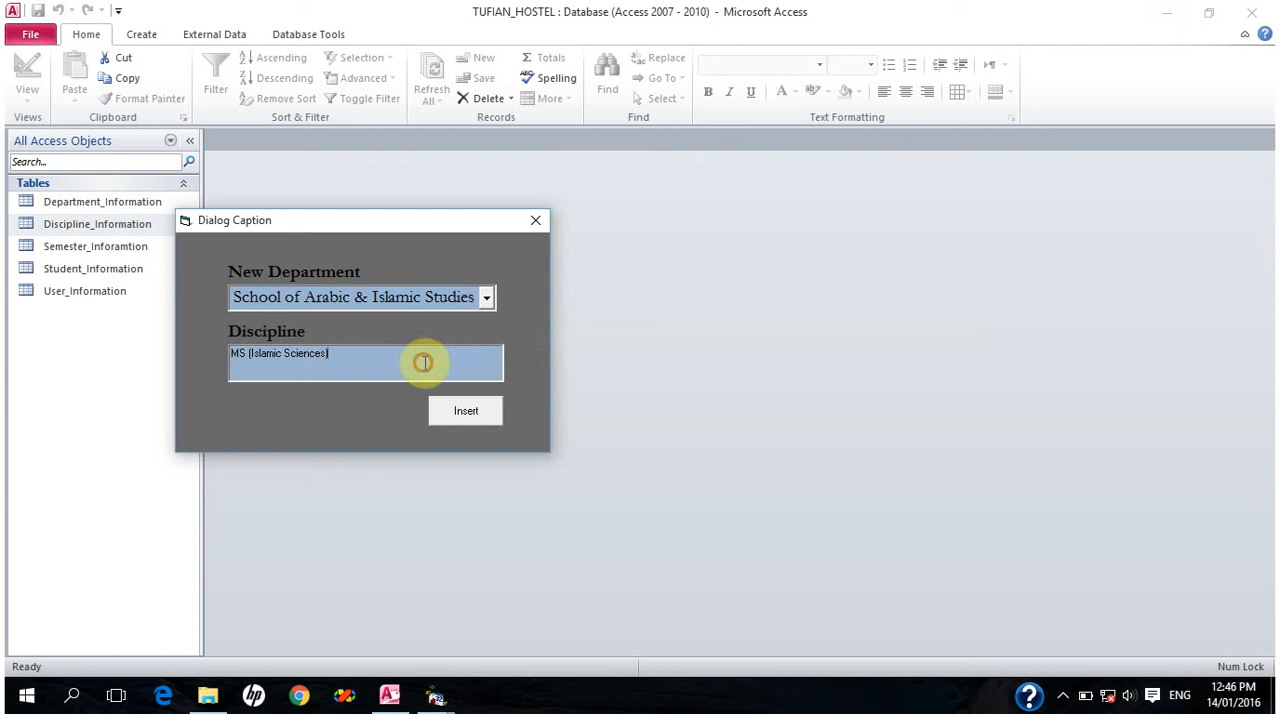 TUFIAN_HOSTEL : Database (Access 2007 - 2010) - Microsoft Access
File Home Create External Data Database Tools
View
Views
Paste
Cut
Copy
Format Painter
Clipboard
Filter
Ascending
Descending
Remove Sort
Selection
Advanced
Toggle Filter
Sort & Filter
Refresh All
New
Save
Delete
Totals
Spelling
More
Records
Find
Replace
Go To
Select
Find
B I U A
Text Formatting
All Access Objects
Search...
Tables
Department_Information
Discipline_Information
Semester_Inforamtion
Student_Information
User_Information
Dialog Caption
New Department
School of Arabic & Islamic Studies
Discipline
MS (Islamic Sciences)
Insert
Ready
Num Lock
ENG
12:46 PM
14/01/2016